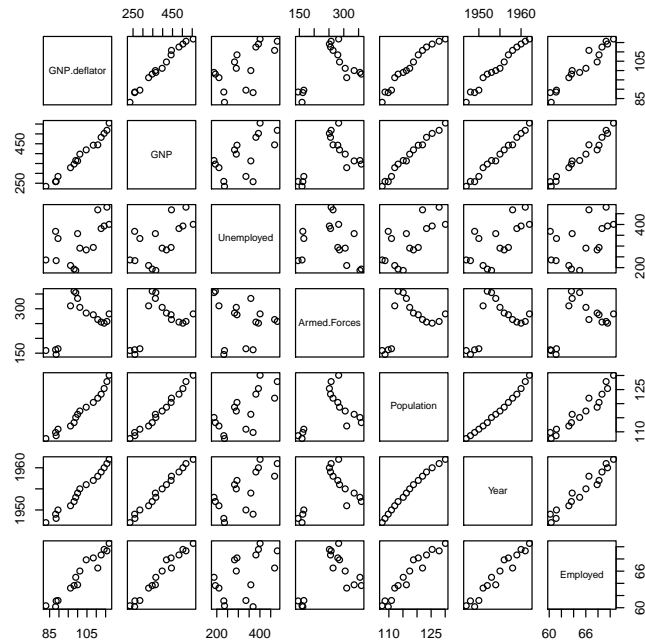 250 450
150 300
1950 1960
GNP.deflator
85 105
250 450
GNP
Unemployed
200 400
150 300
Armed.Forces
Population
110 125
1950 1960
Year
Employed
60 66
85 105
200 400
110 125
60 66